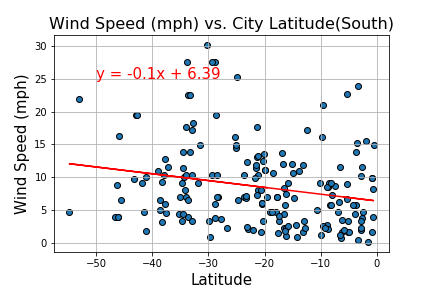 Wind Speed (mph) vs. City Latitude(South)
30
25
20
15
10
5
0
Wind Speed (mph)
y = -0.1x + 6.39
−50 −40 −30 −20 −10 0
Latitude